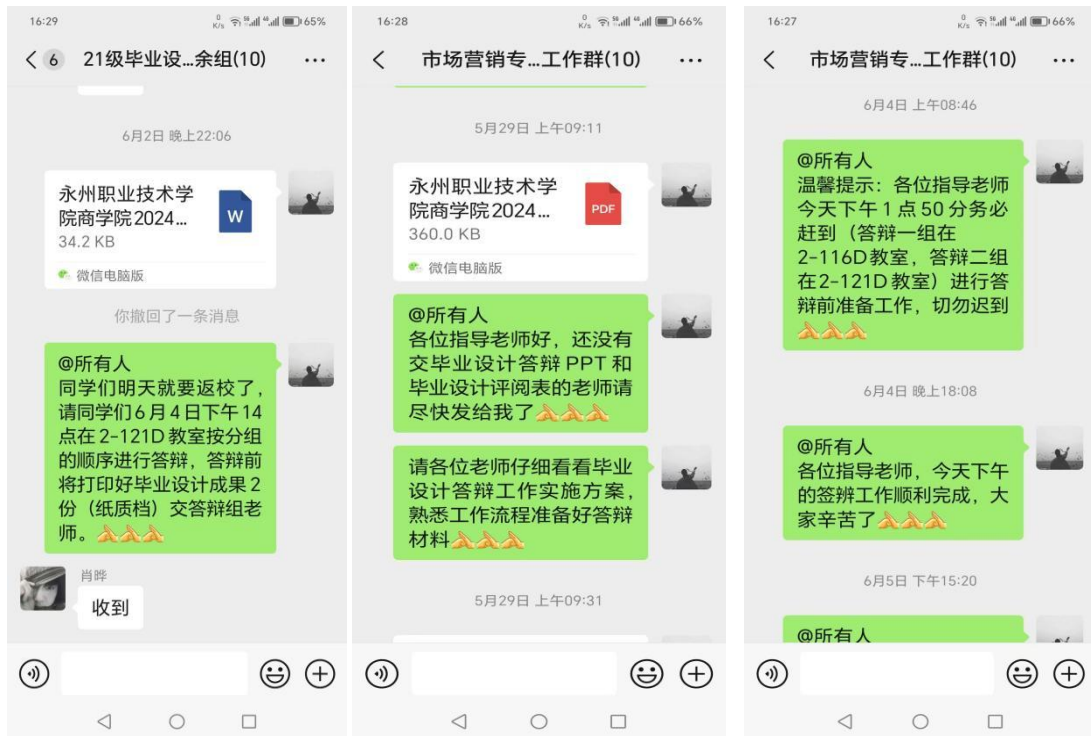 16:29
0
K/s
65%
6
21级毕业设...余组(10)
6月2日 晚上22:06
永州职业技术学
院商学院2024...
34.2 KB
W
微信电脑版
你撤回了一条消息
@所有人
同学们明天就要返校了，
请同学们6月4日下午14
点在2-121D教室按分组
的顺序进行答辩，答辩前
将打印好毕业设计成果2
份（纸质档）交答辩组老
师。
肖晔
收到
16:28
0
K/s
66%
市场营销专...工作群(10)
5月29日 上午09:11
永州职业技术学
院商学院2024...
360.0 KB
PDF
微信电脑版
@所有人
各位指导老师好，还没有
交毕业设计答辩PPT和
毕业设计评阅表的老师请
尽快发给我了
请各位老师仔细看看毕业
设计答辩工作实施方案，
熟悉工作流程准备好答辩
材料
5月29日 上午09:31
16:27
0
K/s
66%
市场营销专...工作群(10)
6月4日 上午08:46
@所有人
温馨提示：各位指导老师
今天下午1点50分务必
赶到（答辩一组在
2-116D教室，答辩二组
在2-121D教室）进行答
辩前准备工作，切勿迟到
6月4日 晚上18:08
@所有人
各位指导老师，今天下午
的答辩工作顺利完成，大
家辛苦了
6月5日 下午15:20
@所有人